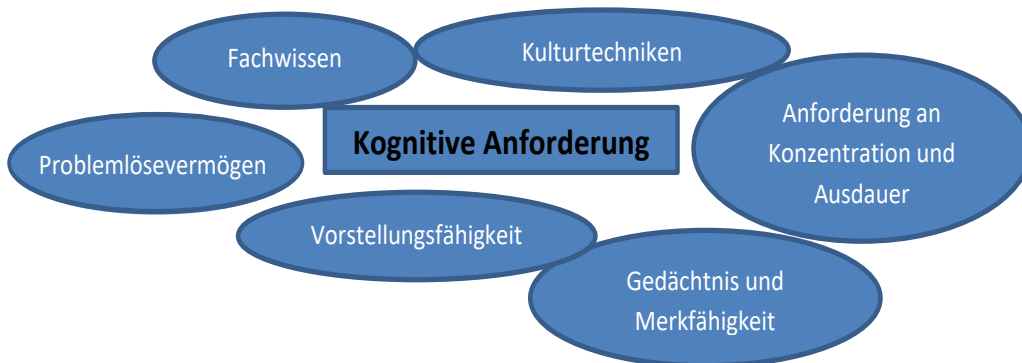 Fachwissen
Kulturtechniken
Kognitive Anforderung
Anforderung an
Konzentration und
Ausdauer
Problemlösevermögen
Vorstellungsfähigkeit
Gedächtnis und
Merkfähigkeit